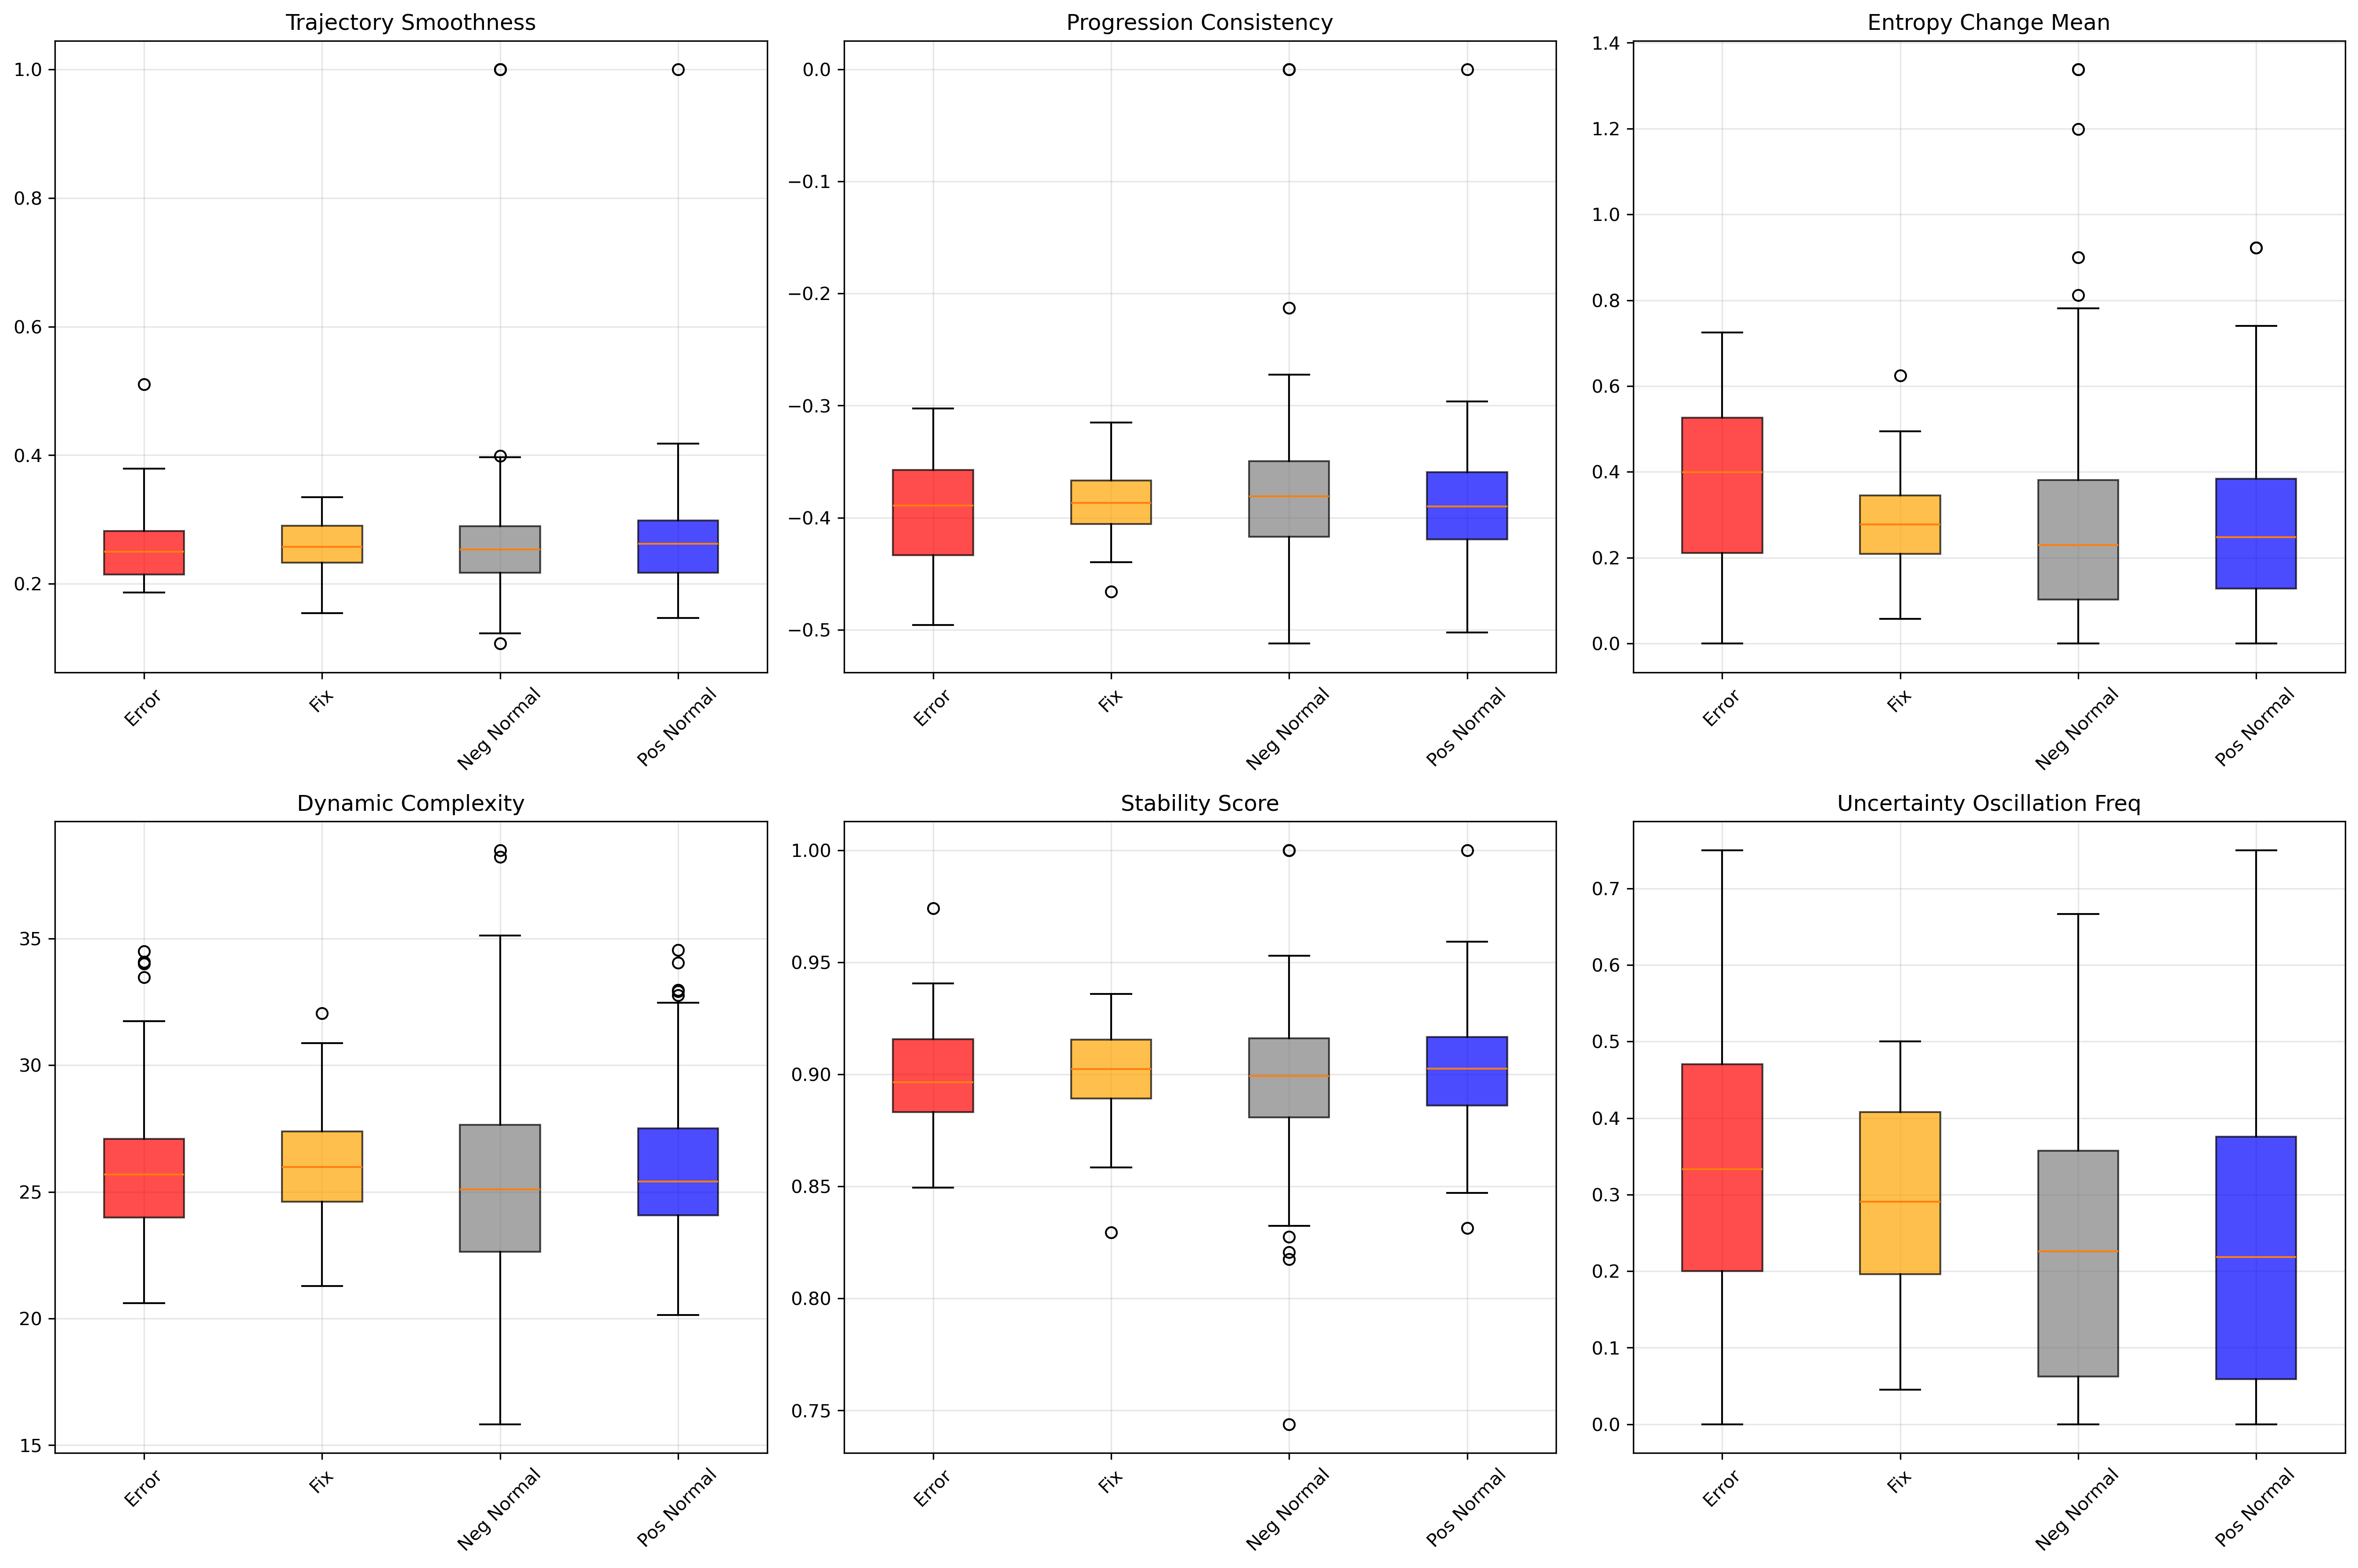 Trajectory Smoothness
1.0
0.8
0.6
0.4
0.2
Error
Fix
Neg Normal
Pos Normal
Progression Consistency
0.0
−0.1
−0.2
−0.3
−0.4
−0.5
Error
Fix
Neg Normal
Pos Normal
Entropy Change Mean
1.4
1.2
1.0
0.8
0.6
0.4
0.2
0.0
Error
Fix
Neg Normal
Pos Normal
Dynamic Complexity
35
30
25
20
15
Error
Fix
Neg Normal
Pos Normal
Stability Score
1.00
0.95
0.90
0.85
0.80
0.75
Error
Fix
Neg Normal
Pos Normal
Uncertainty Oscillation Freq
0.7
0.6
0.5
0.4
0.3
0.2
0.1
0.0
Error
Fix
Neg Normal
Pos Normal